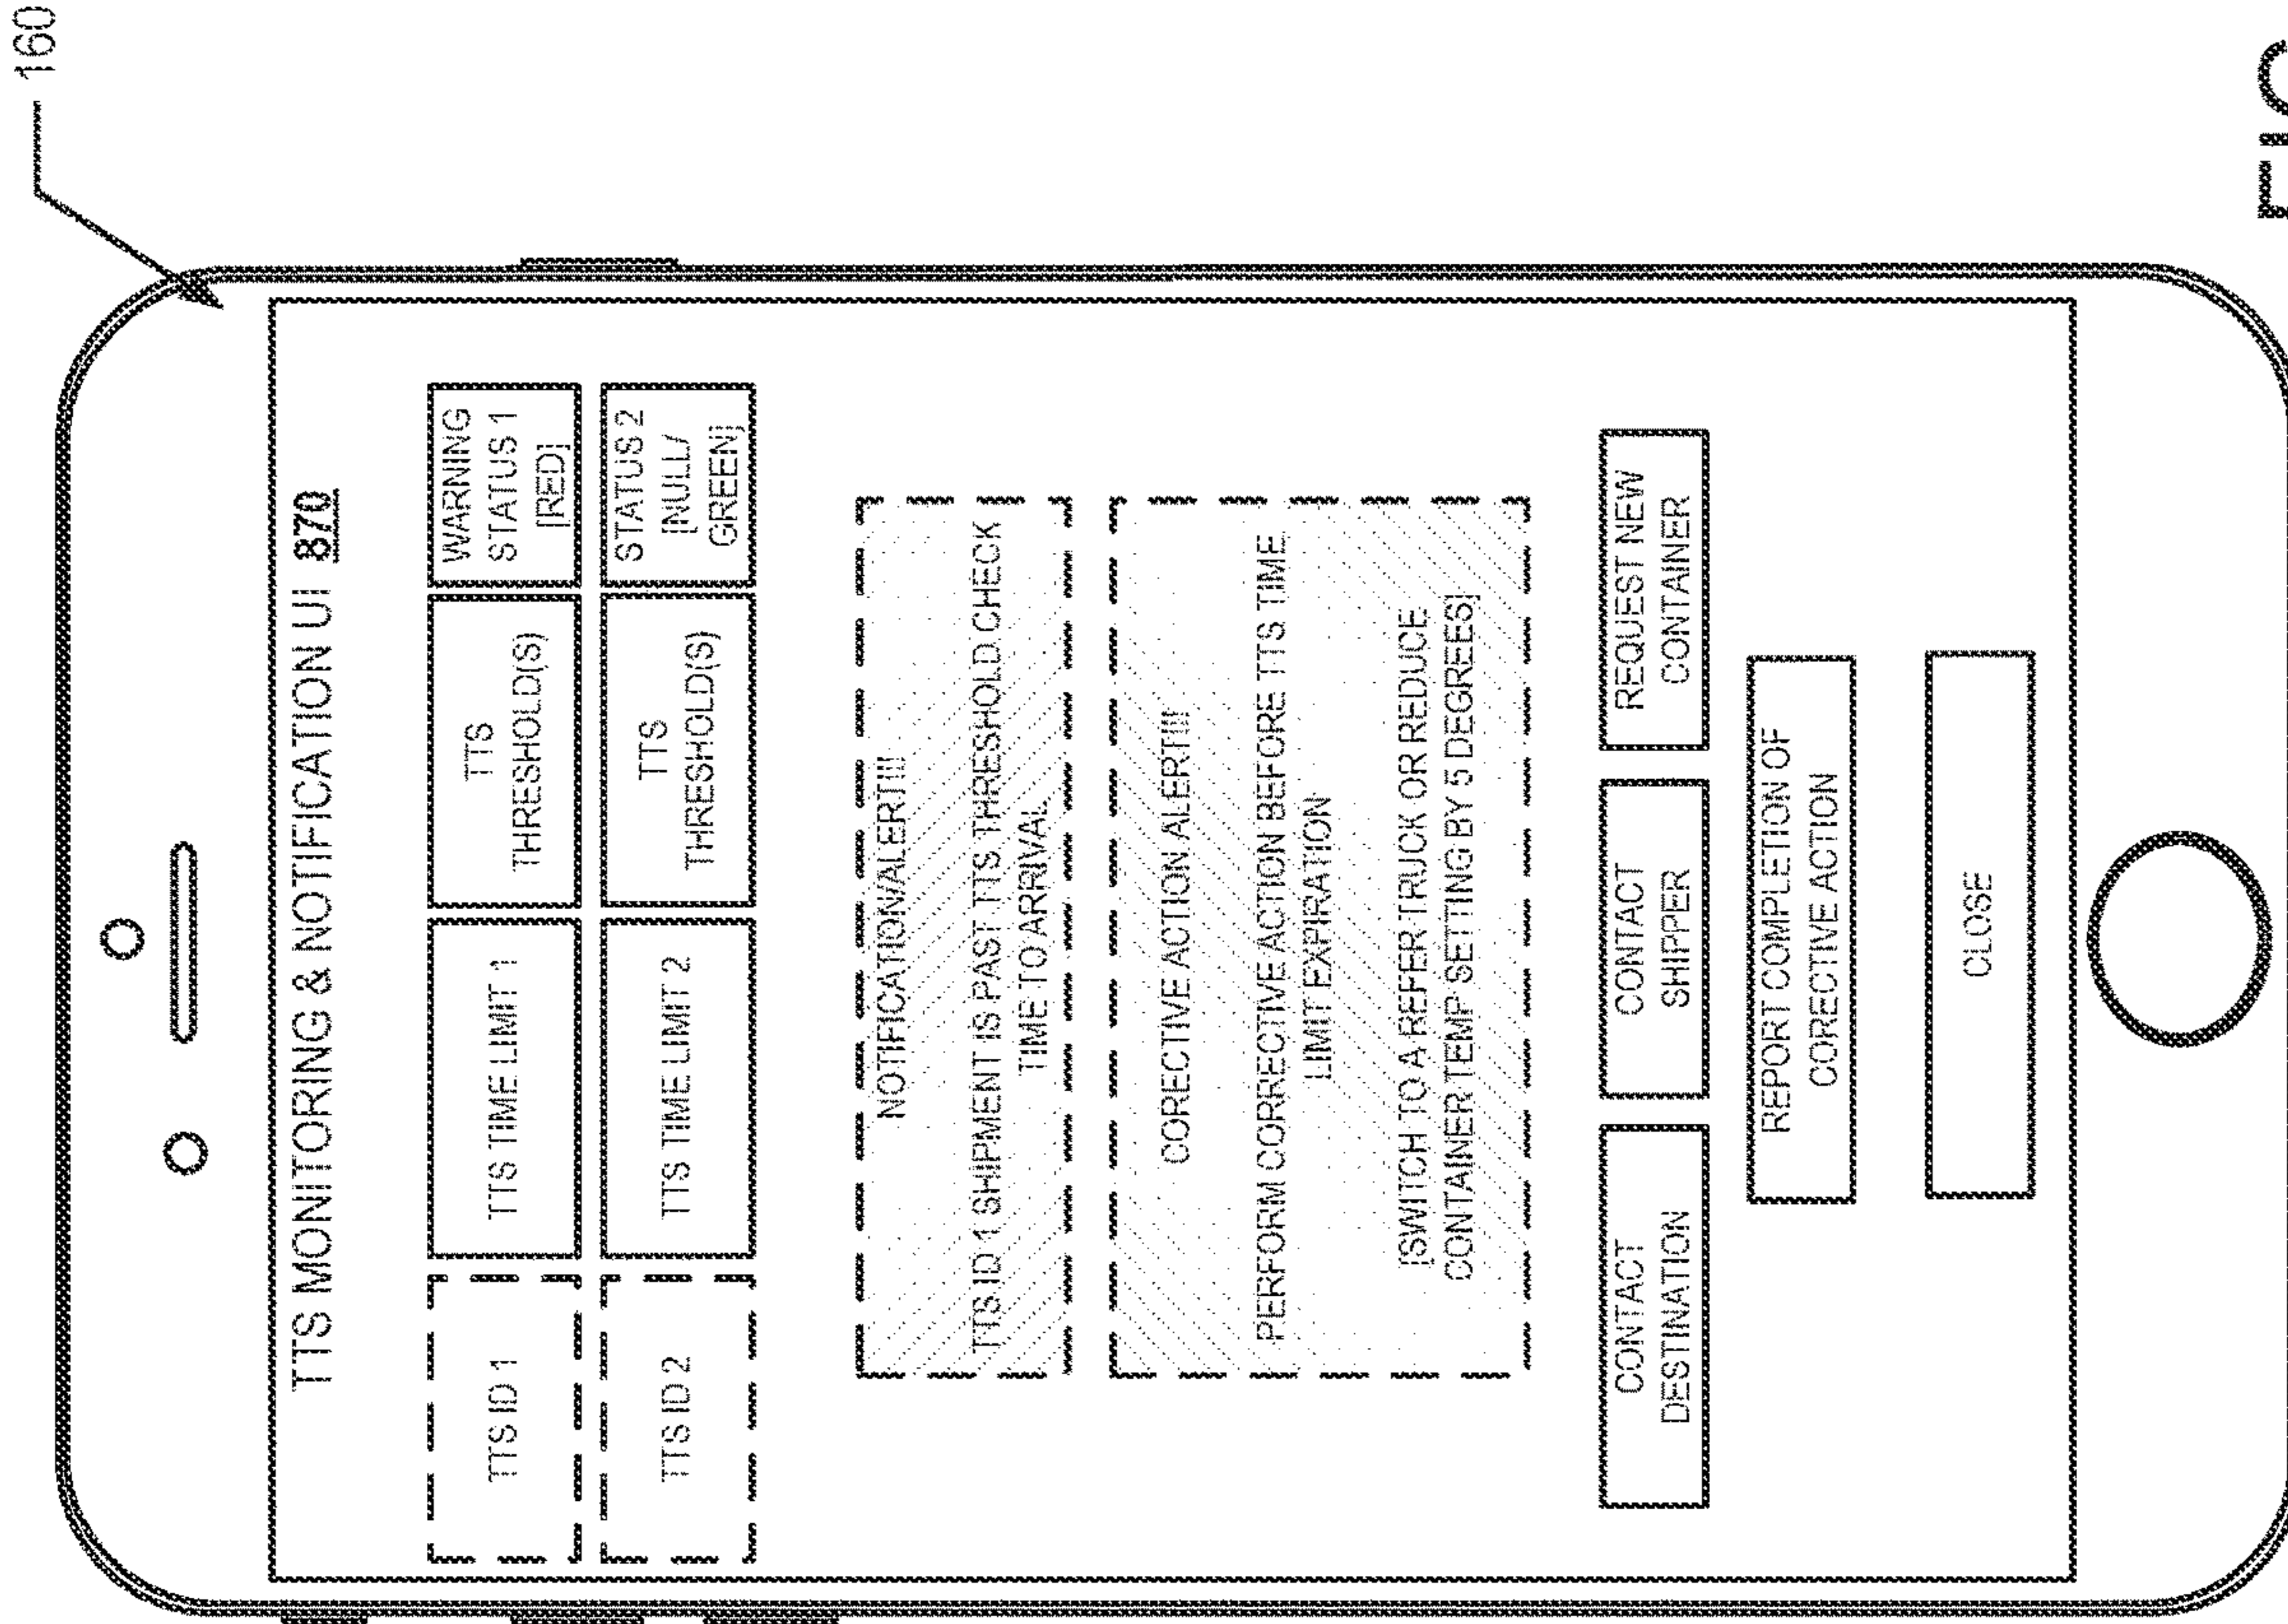 160
TTS MONITORING & NOTIFICATION UI 870
TTS ID 1
TTS TIME LIMIT 1
TTS
THRESHOLD(S)
WARNING
STATUS 1
[RED]
TTS ID 2
TTS TIME LIMIT 2
TTS
THRESHOLD(S)
STATUS 2
[NULL/
GREEN]
NOTIFICATIONALERT!!!
TTS ID 1 SHIPMENT IS PAST TTS THRESHOLD CHECK
TIME TO ARRIVAL
CORECTIVE ACTION ALERT!!!
PERFORM CORRECTIVE ACTION BEFORE TTS TIME
LIMIT EXPIRATION
[SWITCH TO A REFER TRUCK OR REDUCE
CONTAINER TEMP SETTING BY 5 DEGREES]
CONTACT
DESTINATION
CONTACT
SHIPPER
REQUEST NEW
CONTAINER
REPORT COMPLETION OF
CORECTIVE ACTION
CLOSE